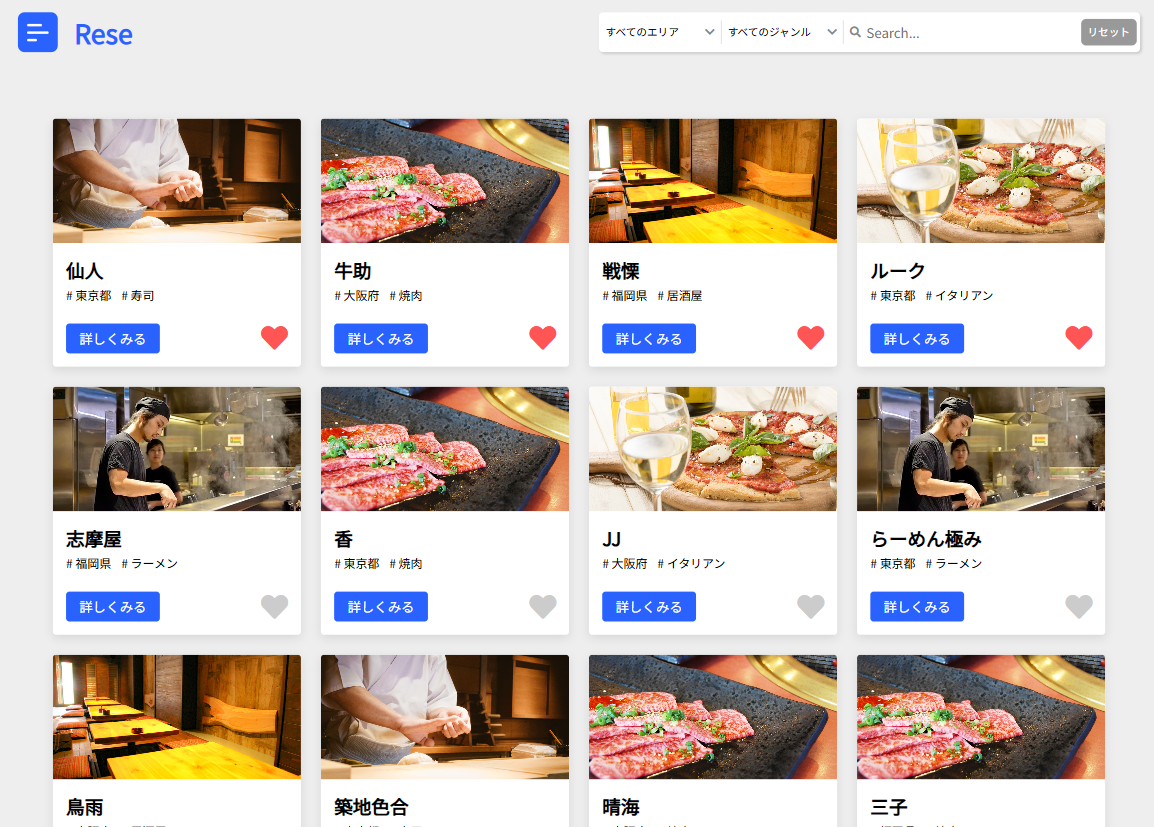 Rese
すべてのエリア
すべてのジャンル
Search...
リセット
仙人
# 東京都 # 寿司
詳しくみる
牛助
# 大阪府 # 焼肉
詳しくみる
戦慄
# 福岡県 # 居酒屋
詳しくみる
ルーク
# 東京都 # イタリアン
詳しくみる
志摩屋
# 福岡県 # ラーメン
詳しくみる
香
# 東京都 # 焼肉
詳しくみる
JJ
# 大阪府 # イタリアン
詳しくみる
らーめん極み
# 東京都 # ラーメン
詳しくみる
鳥雨
築地色合
晴海
三子